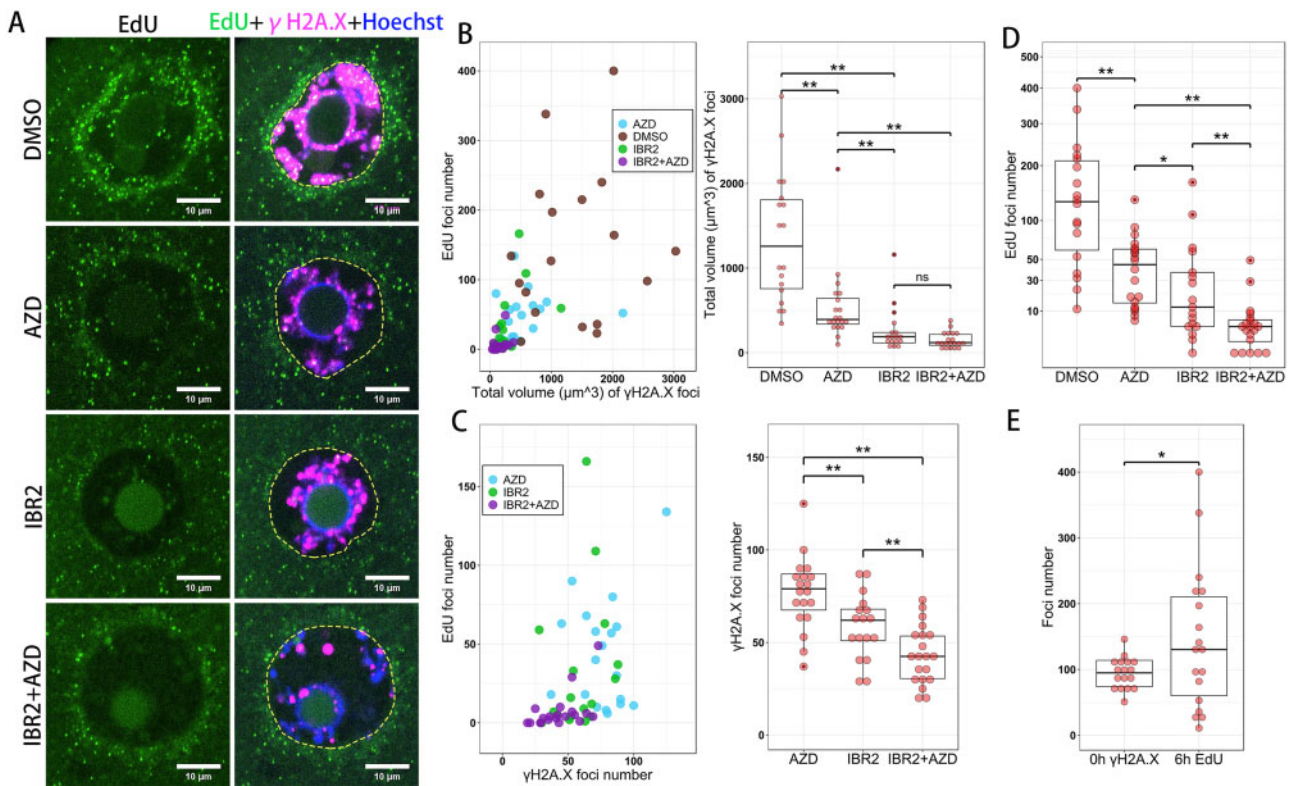 A
EdU
EdU+ γ H2A.X+Hoechst
DMSO
10 μm
10 μm
AZD
10 μm
10 μm
IBR2
10 μm
10 μm
IBR2+AZD
10 μm
10 μm
B
EdU foci number
400
300
200
100
0
AZD
DMSO
IBR2
IBR2+AZD
0
1000
2000
3000
Total volume (μm^3) of γH2A.X foci
Total volume (μm^3) of γH2A.X foci
3000
2000
1000
0
**
**
**
**
ns
DMSO
AZD
IBR2
IBR2+AZD
C
EdU foci number
150
100
50
0
AZD
IBR2
IBR2+AZD
0
50
100
γH2A.X foci number
γH2A.X foci number
150
100
50
0
**
**
**
AZD
IBR2
IBR2+AZD
D
EdU foci number
500
400
340
200
100
50
30
10
**
**
**
*
DMSO
AZD
IBR2
IBR2+AZD
E
Foci number
400
300
200
100
0
*
0h γH2A.X
6h EdU